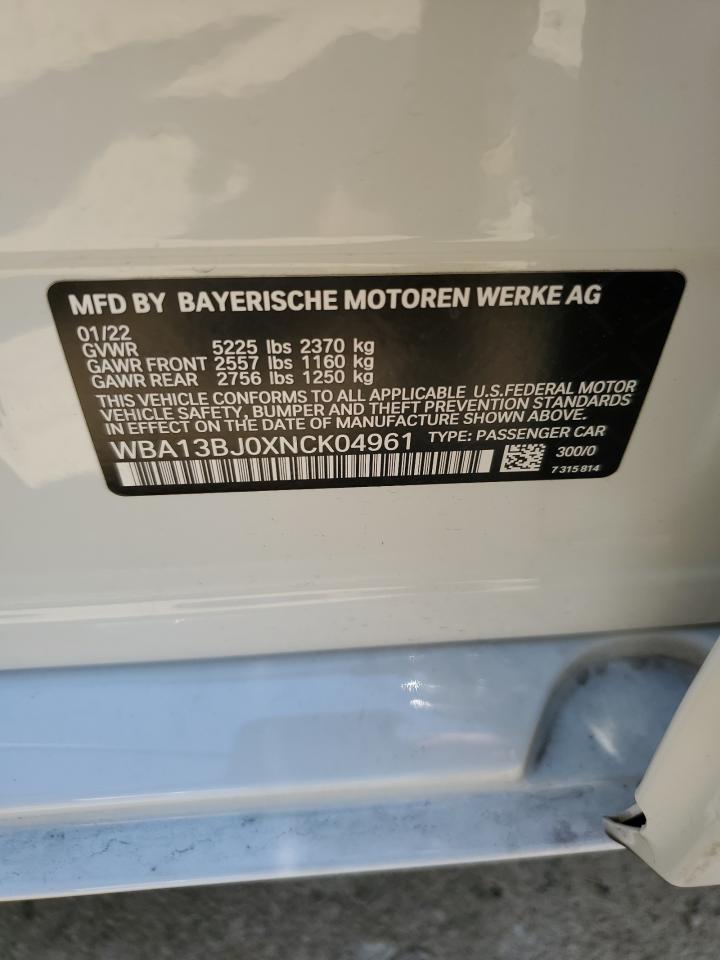 MFD BY BAYERISCHE MOTOREN WERKE AG
01/22
GVWR 5225 lbs 2370 kg
GAWR FRONT 2557 lbs 1160 kg
GAWR REAR 2756 lbs 1250 kg
THIS VEHICLE CONFORMS TO ALL APPLICABLE U.S.FEDERAL MOTOR
VEHICLE SAFETY, BUMPER AND THEFT PREVENTION STANDARDS
IN EFFECT ON THE DATE OF MANUFACTURE SHOWN ABOVE.
WBA13BJ0XNCK04961 TYPE: PASSENGER CAR
300/0
7 315 814